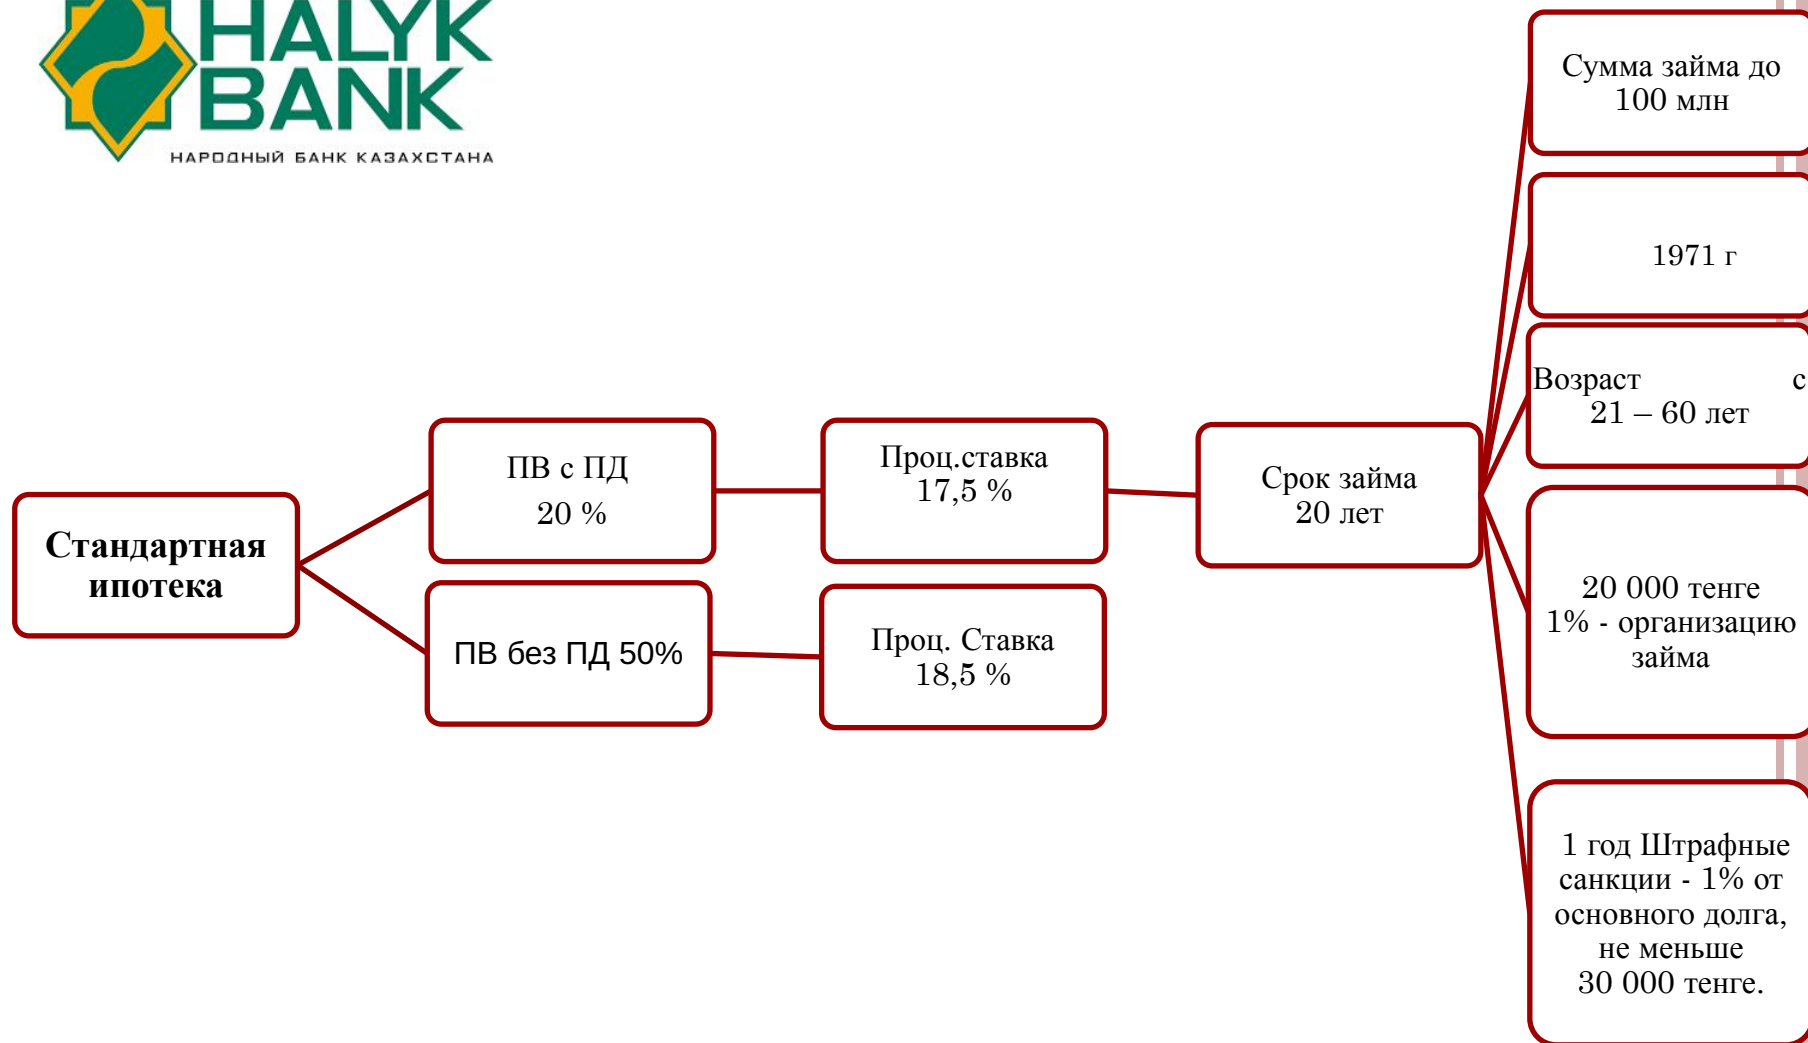 HALYK
BANK
НАРОДНЫЙ БАНК КАЗАХСТАНА
Стандартная
ипотека
ПВ с ПД
20 %
ПВ без ПД 50%
Проц.ставка
17,5 %
Проц. Ставка
18,5 %
Срок займа
20 лет
Сумма займа до
100 млн
1971 г
Возраст с
21 – 60 лет
20 000 тенге
1% - организацию
займа
1 год Штрафные
санкции - 1% от
основного долга,
не меньше
30 000 тенге.